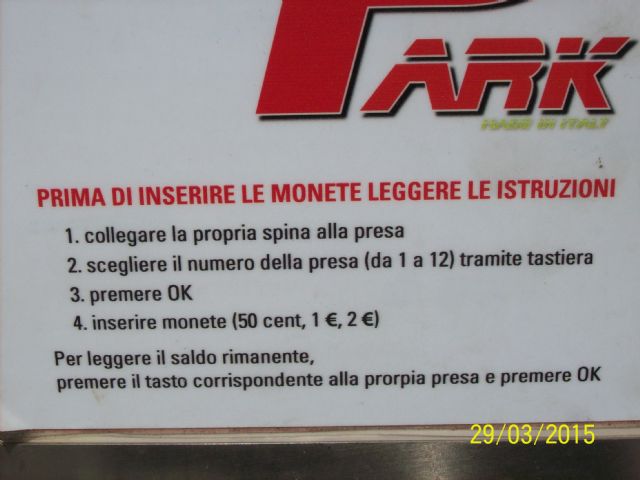 PARK
MADE IN ITALY
PRIMA DI INSERIRE LE MONETE LEGGERE LE ISTRUZIONI
1. collegare la propria spina alla presa
2. scegliere il numero della presa (da 1 a 12) tramite tastiera
3. premere OK
4. inserire monete (50 cent, 1 €, 2 €)
Per leggere il saldo rimanente,
premere il tasto corrispondente alla prorpia presa e premere OK
29/03/2015